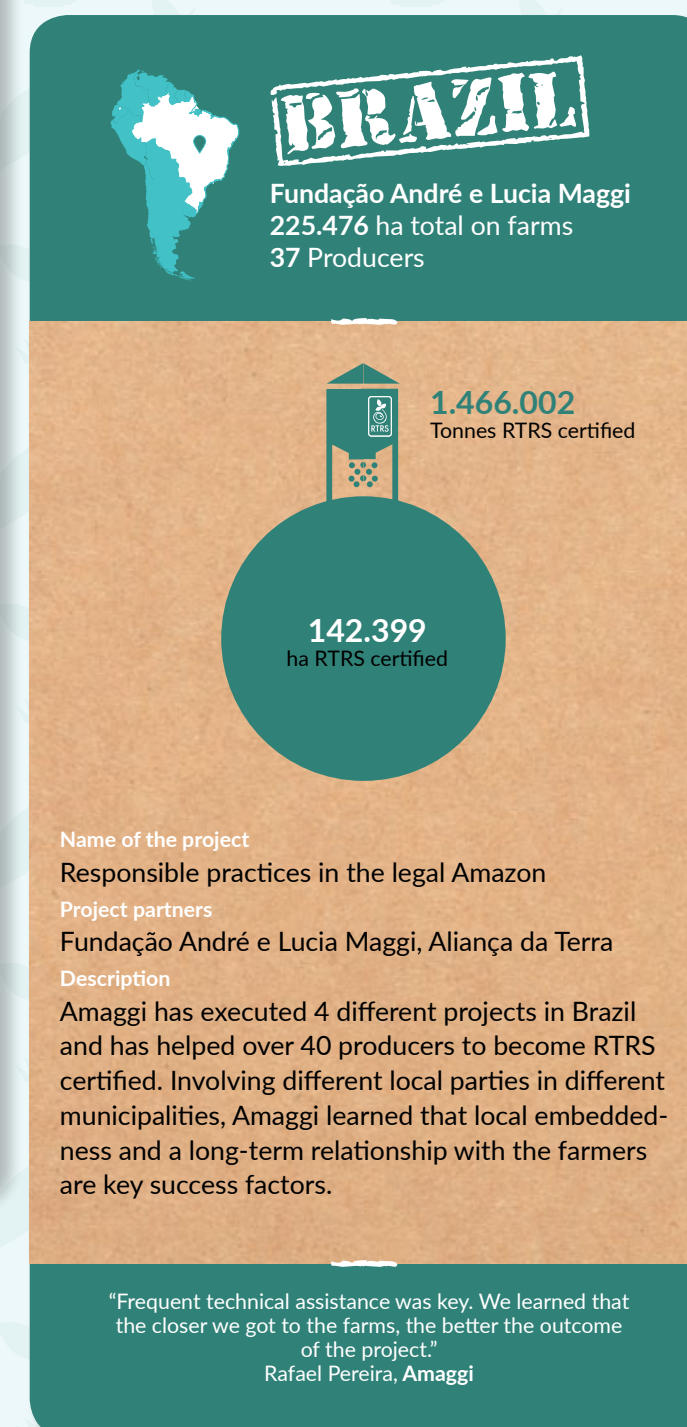 BRAZIL
Fundação André e Lucia Maggi
225.476 ha total on farms
37 Producers
RTRS
1.466.002
Tonnes RTRS certified
142.399
ha RTRS certified
Name of the project
Responsible practices in the legal Amazon
Project partners
Fundação André e Lucia Maggi, Aliança da Terra
Description
Amaggi has executed 4 different projects in Brazil
and has helped over 40 producers to become RTRS
certified. Involving different local parties in different
municipalities, Amaggi learned that local embedded-
ness and a long-term relationship with the farmers
are key success factors.
“Frequent technical assistance was key. We learned that
the closer we got to the farms, the better the outcome
of the project.”
Rafael Pereira, Amaggi